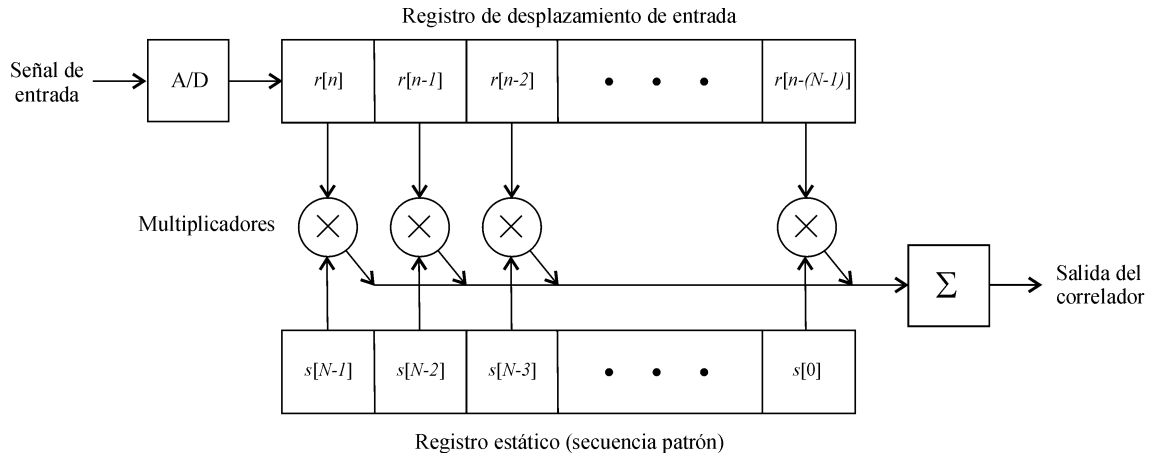 Registro de desplazamiento de entrada
Señal de
entrada
A/D
r[n]
r[n-1]
r[n-2]
r[n-(N-1)]
Multiplicadores
Σ
Salida del
correlador
s[N-1]
s[N-2]
s[N-3]
s[0]
Registro estático (secuencia patrón)